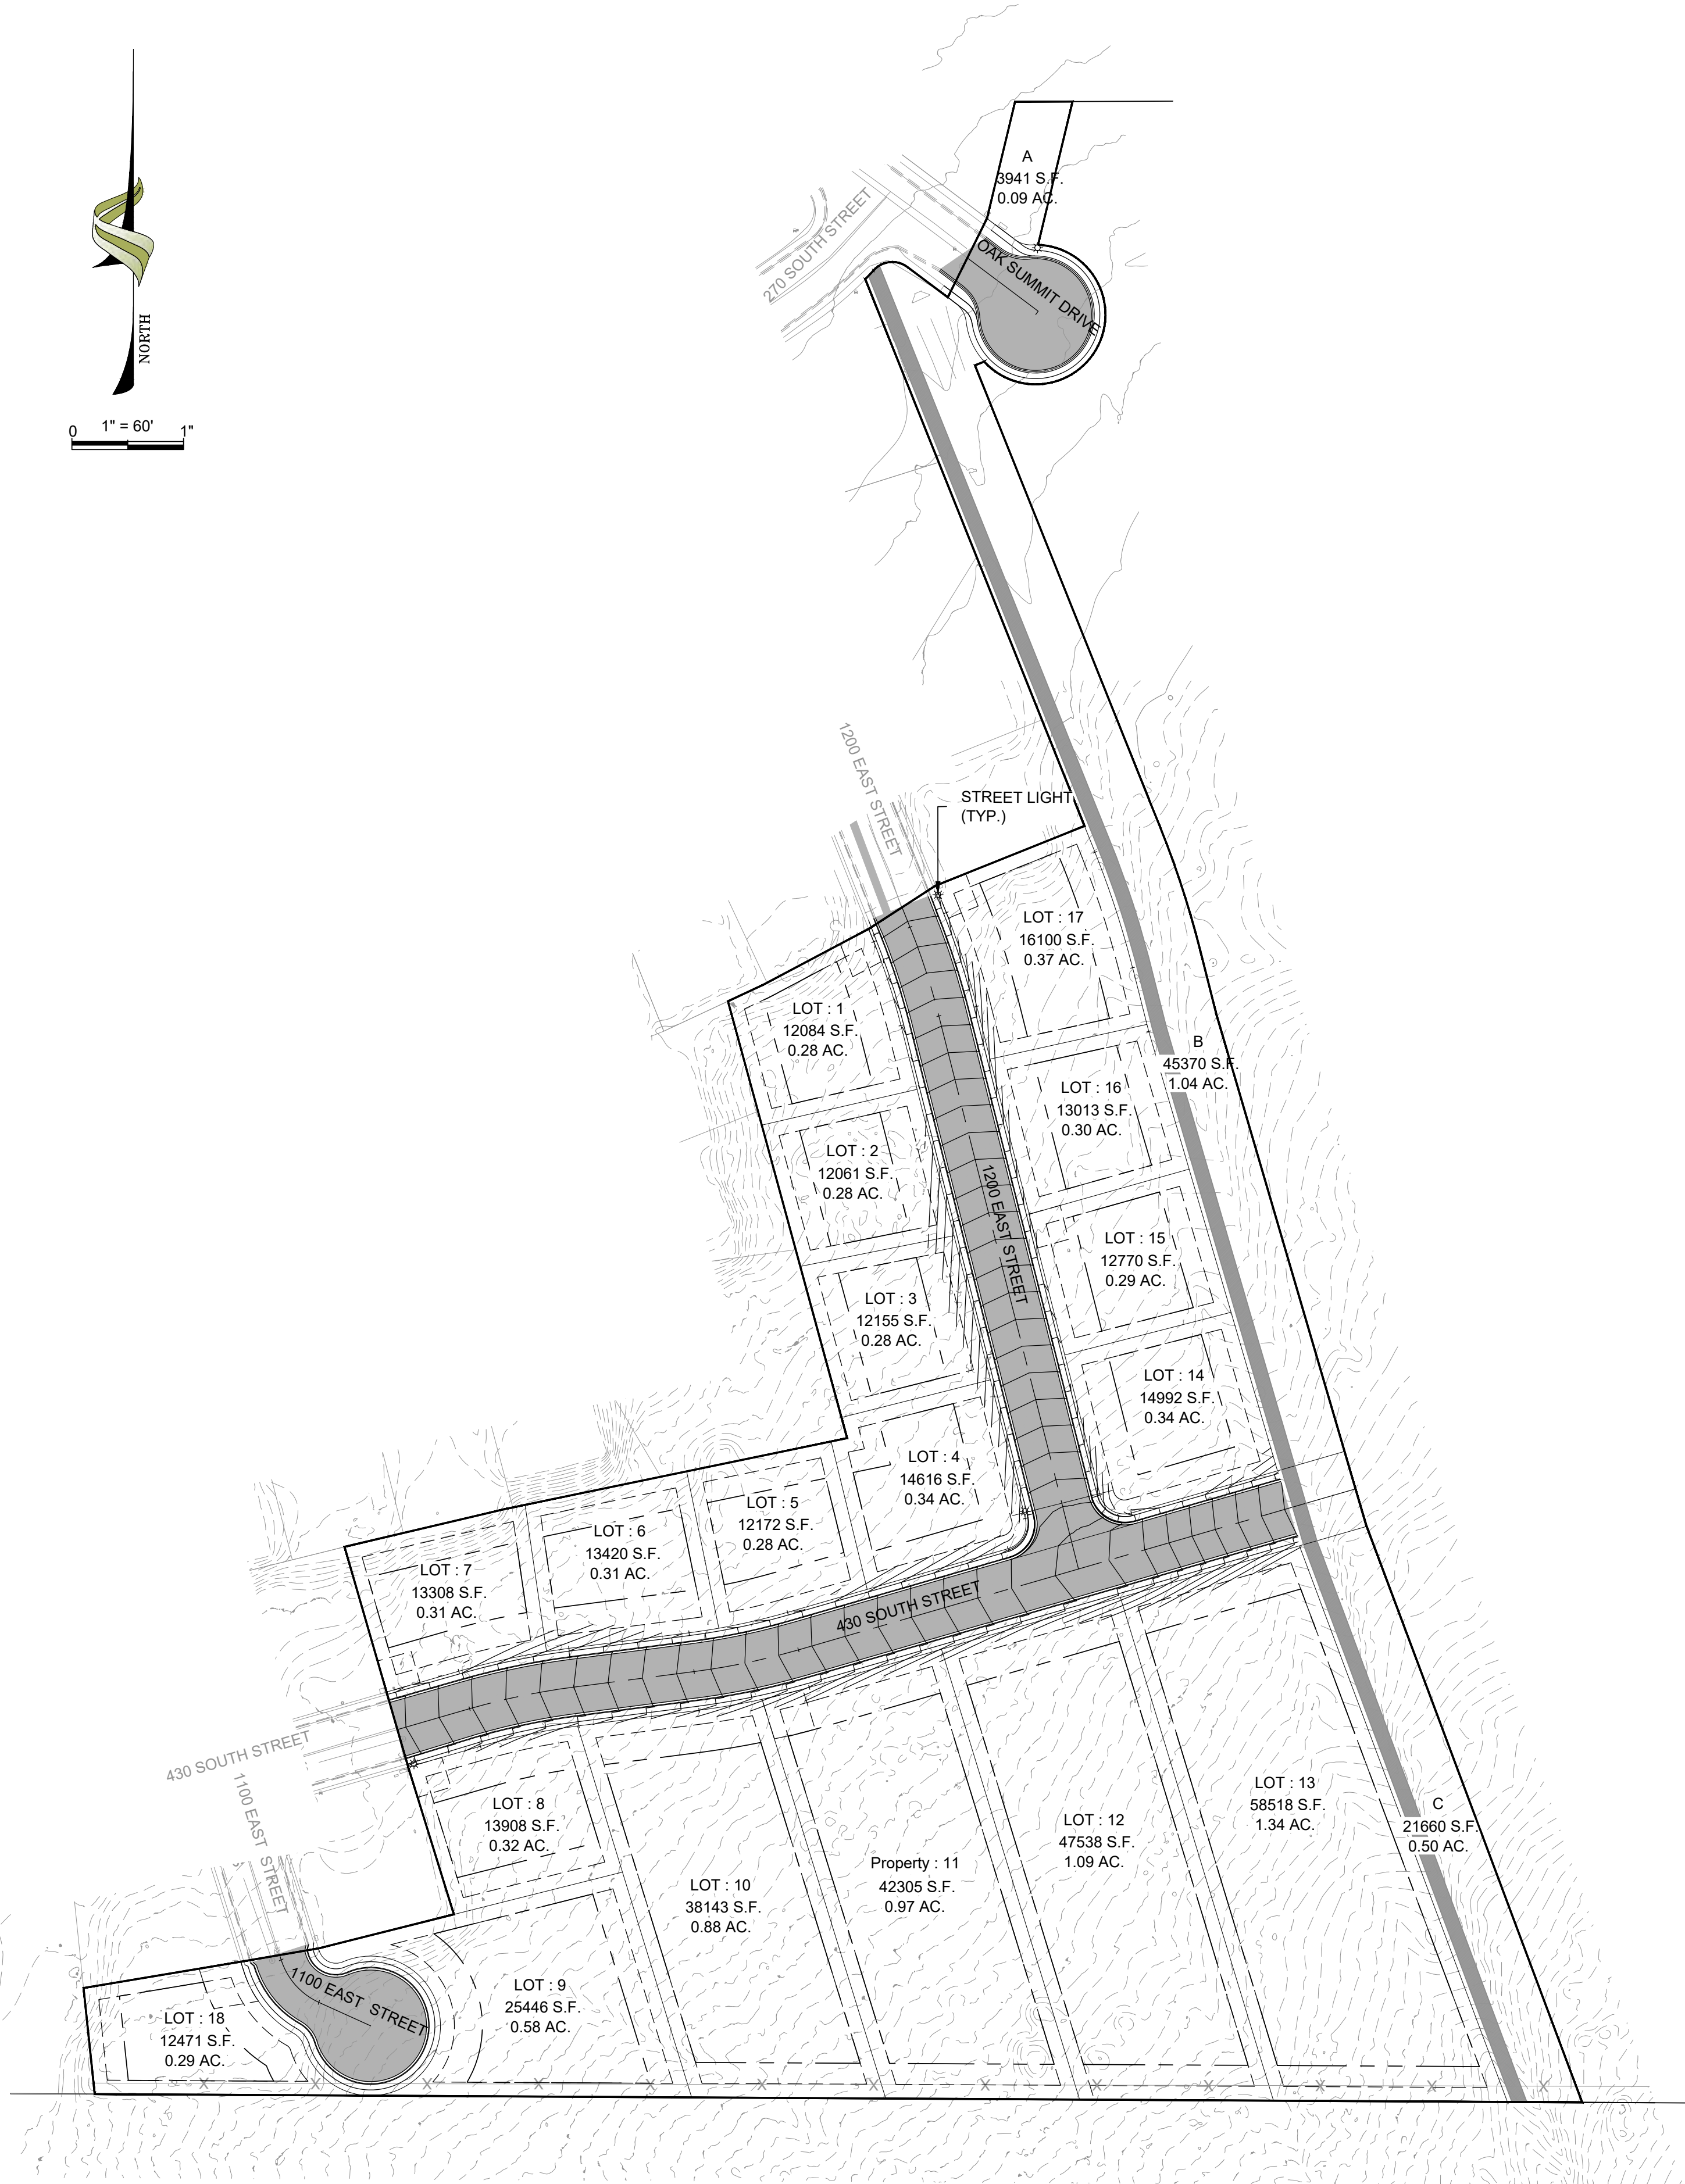 A
3941 S.F.
0.09 AC.
270 SOUTH STREET
OAK SUMMIT DRIVE
NORTH
0 1" = 60' 1"
1200 EAST STREET
STREET LIGHT
(TYP.)
LOT : 17
16100 S.F.
0.37 AC.
LOT : 1
12084 S.F.
0.28 AC.
B
45370 S.F.
1.04 AC.
LOT : 16
13013 S.F.
0.30 AC.
LOT : 2
12061 S.F.
0.28 AC.
1200 EAST STREET
LOT : 15
12770 S.F.
0.29 AC.
LOT : 3
12155 S.F.
0.28 AC.
LOT : 14
14992 S.F.
0.34 AC.
LOT : 4
14616 S.F.
0.34 AC.
LOT : 5
12172 S.F.
0.28 AC.
LOT : 6
13420 S.F.
0.31 AC.
LOT : 7
13308 S.F.
0.31 AC.
430 SOUTH STREET
430 SOUTH STREET
1100 EAST STREET
LOT : 8
13908 S.F.
0.32 AC.
LOT : 13
58518 S.F.
1.34 AC.
C
21660 S.F.
0.50 AC.
LOT : 12
47538 S.F.
1.09 AC.
Property : 11
42305 S.F.
0.97 AC.
LOT : 10
38143 S.F.
0.88 AC.
LOT : 9
25446 S.F.
0.58 AC.
1100 EAST STREET
LOT : 18
12471 S.F.
0.29 AC.